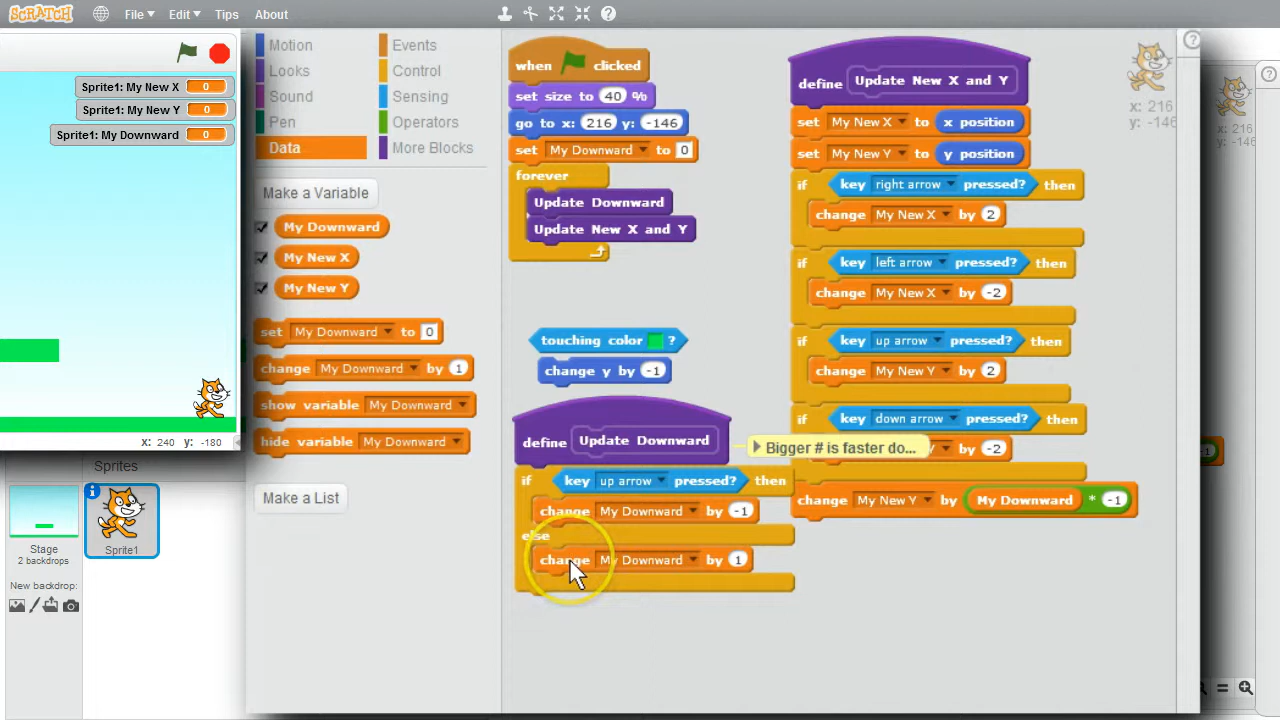 SCRATCH File Edit Tips About
Sprite1: My New X 0
Sprite1: My New Y 0
Sprite1: My Downward 0
x: 240 y: -180
Sprites
Stage
2 backdrops
New backdrop:
Sprite1
Motion Events
Looks Control
Sound Sensing
Pen Operators
Data More Blocks
Make a Variable
My Downward
My New X
My New Y
set My Downward to 0
change My Downward by 1
show variable My Downward
hide variable My Downward
Make a List
when clicked
set size to 40 %
go to x: 216 y: -146
set My Downward to 0
forever
Update Downward
Update New X and Y
touching color ?
change y by -1
define Update Downward
Bigger # is faster do...
if key up arrow pressed? then
change My Downward by -1
else
change My Downward by 1
define Update New X and Y
set My New X to x position
set My New Y to y position
if key right arrow pressed? then
change My New X by 2
if key left arrow pressed? then
change My New X by -2
if key up arrow pressed? then
change My New Y by 2
if key down arrow pressed? then
by -2
change My New Y by My Downward * -1
x: 216
y: -146
x: 216
y: -146